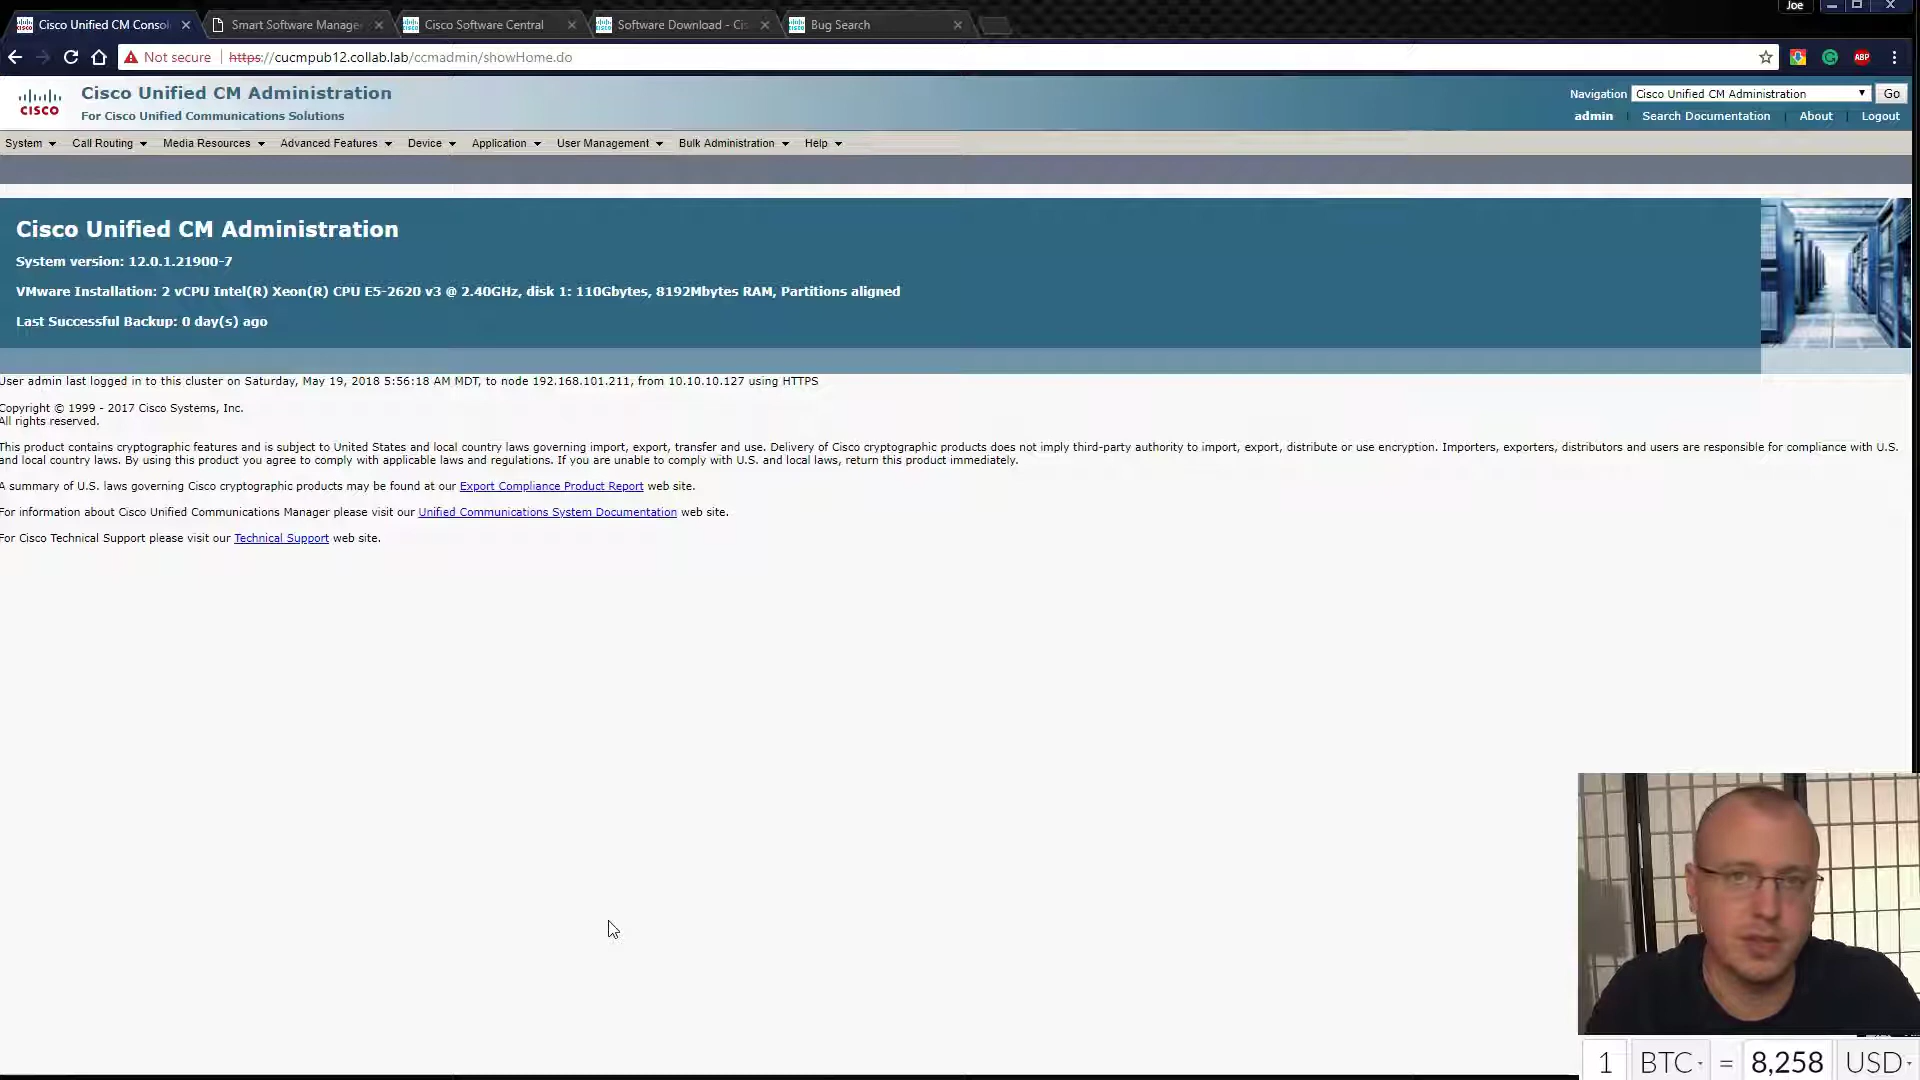 Joe
Cisco Unified CM Consol
Smart Software Manage
Cisco Software Central
Software Download - Cis
Bug Search
Not secure https://cucmpub12.collab.lab/ccmadmin/showHome.do
ABP
CISCO
Cisco Unified CM Administration
For Cisco Unified Communications Solutions
Navigation Cisco Unified CM Administration Go
admin Search Documentation About Logout
System Call Routing Media Resources Advanced Features Device Application User Management Bulk Administration Help
Cisco Unified CM Administration
System version: 12.0.1.21900-7
VMware Installation: 2 vCPU Intel(R) Xeon(R) CPU E5-2620 v3 @ 2.40GHz, disk 1: 110Gbytes, 8192Mbytes RAM, Partitions aligned
Last Successful Backup: 0 day(s) ago
User admin last logged in to this cluster on Saturday, May 19, 2018 5:56:18 AM MDT, to node 192.168.101.211, from 10.10.10.127 using HTTPS
Copyright © 1999 - 2017 Cisco Systems, Inc.
All rights reserved.
This product contains cryptographic features and is subject to United States and local country laws governing import, export, transfer and use. Delivery of Cisco cryptographic products does not imply third-party authority to import, export, distribute or use encryption. Importers, exporters, distributors and users are responsible for compliance with U.S.
and local country laws. By using this product you agree to comply with applicable laws and regulations. If you are unable to comply with U.S. and local laws, return this product immediately.
A summary of U.S. laws governing Cisco cryptographic products may be found at our Export Compliance Product Report web site.
For information about Cisco Unified Communications Manager please visit our Unified Communications System Documentation web site.
For Cisco Technical Support please visit our Technical Support web site.
1 BTC = 8,258 USD